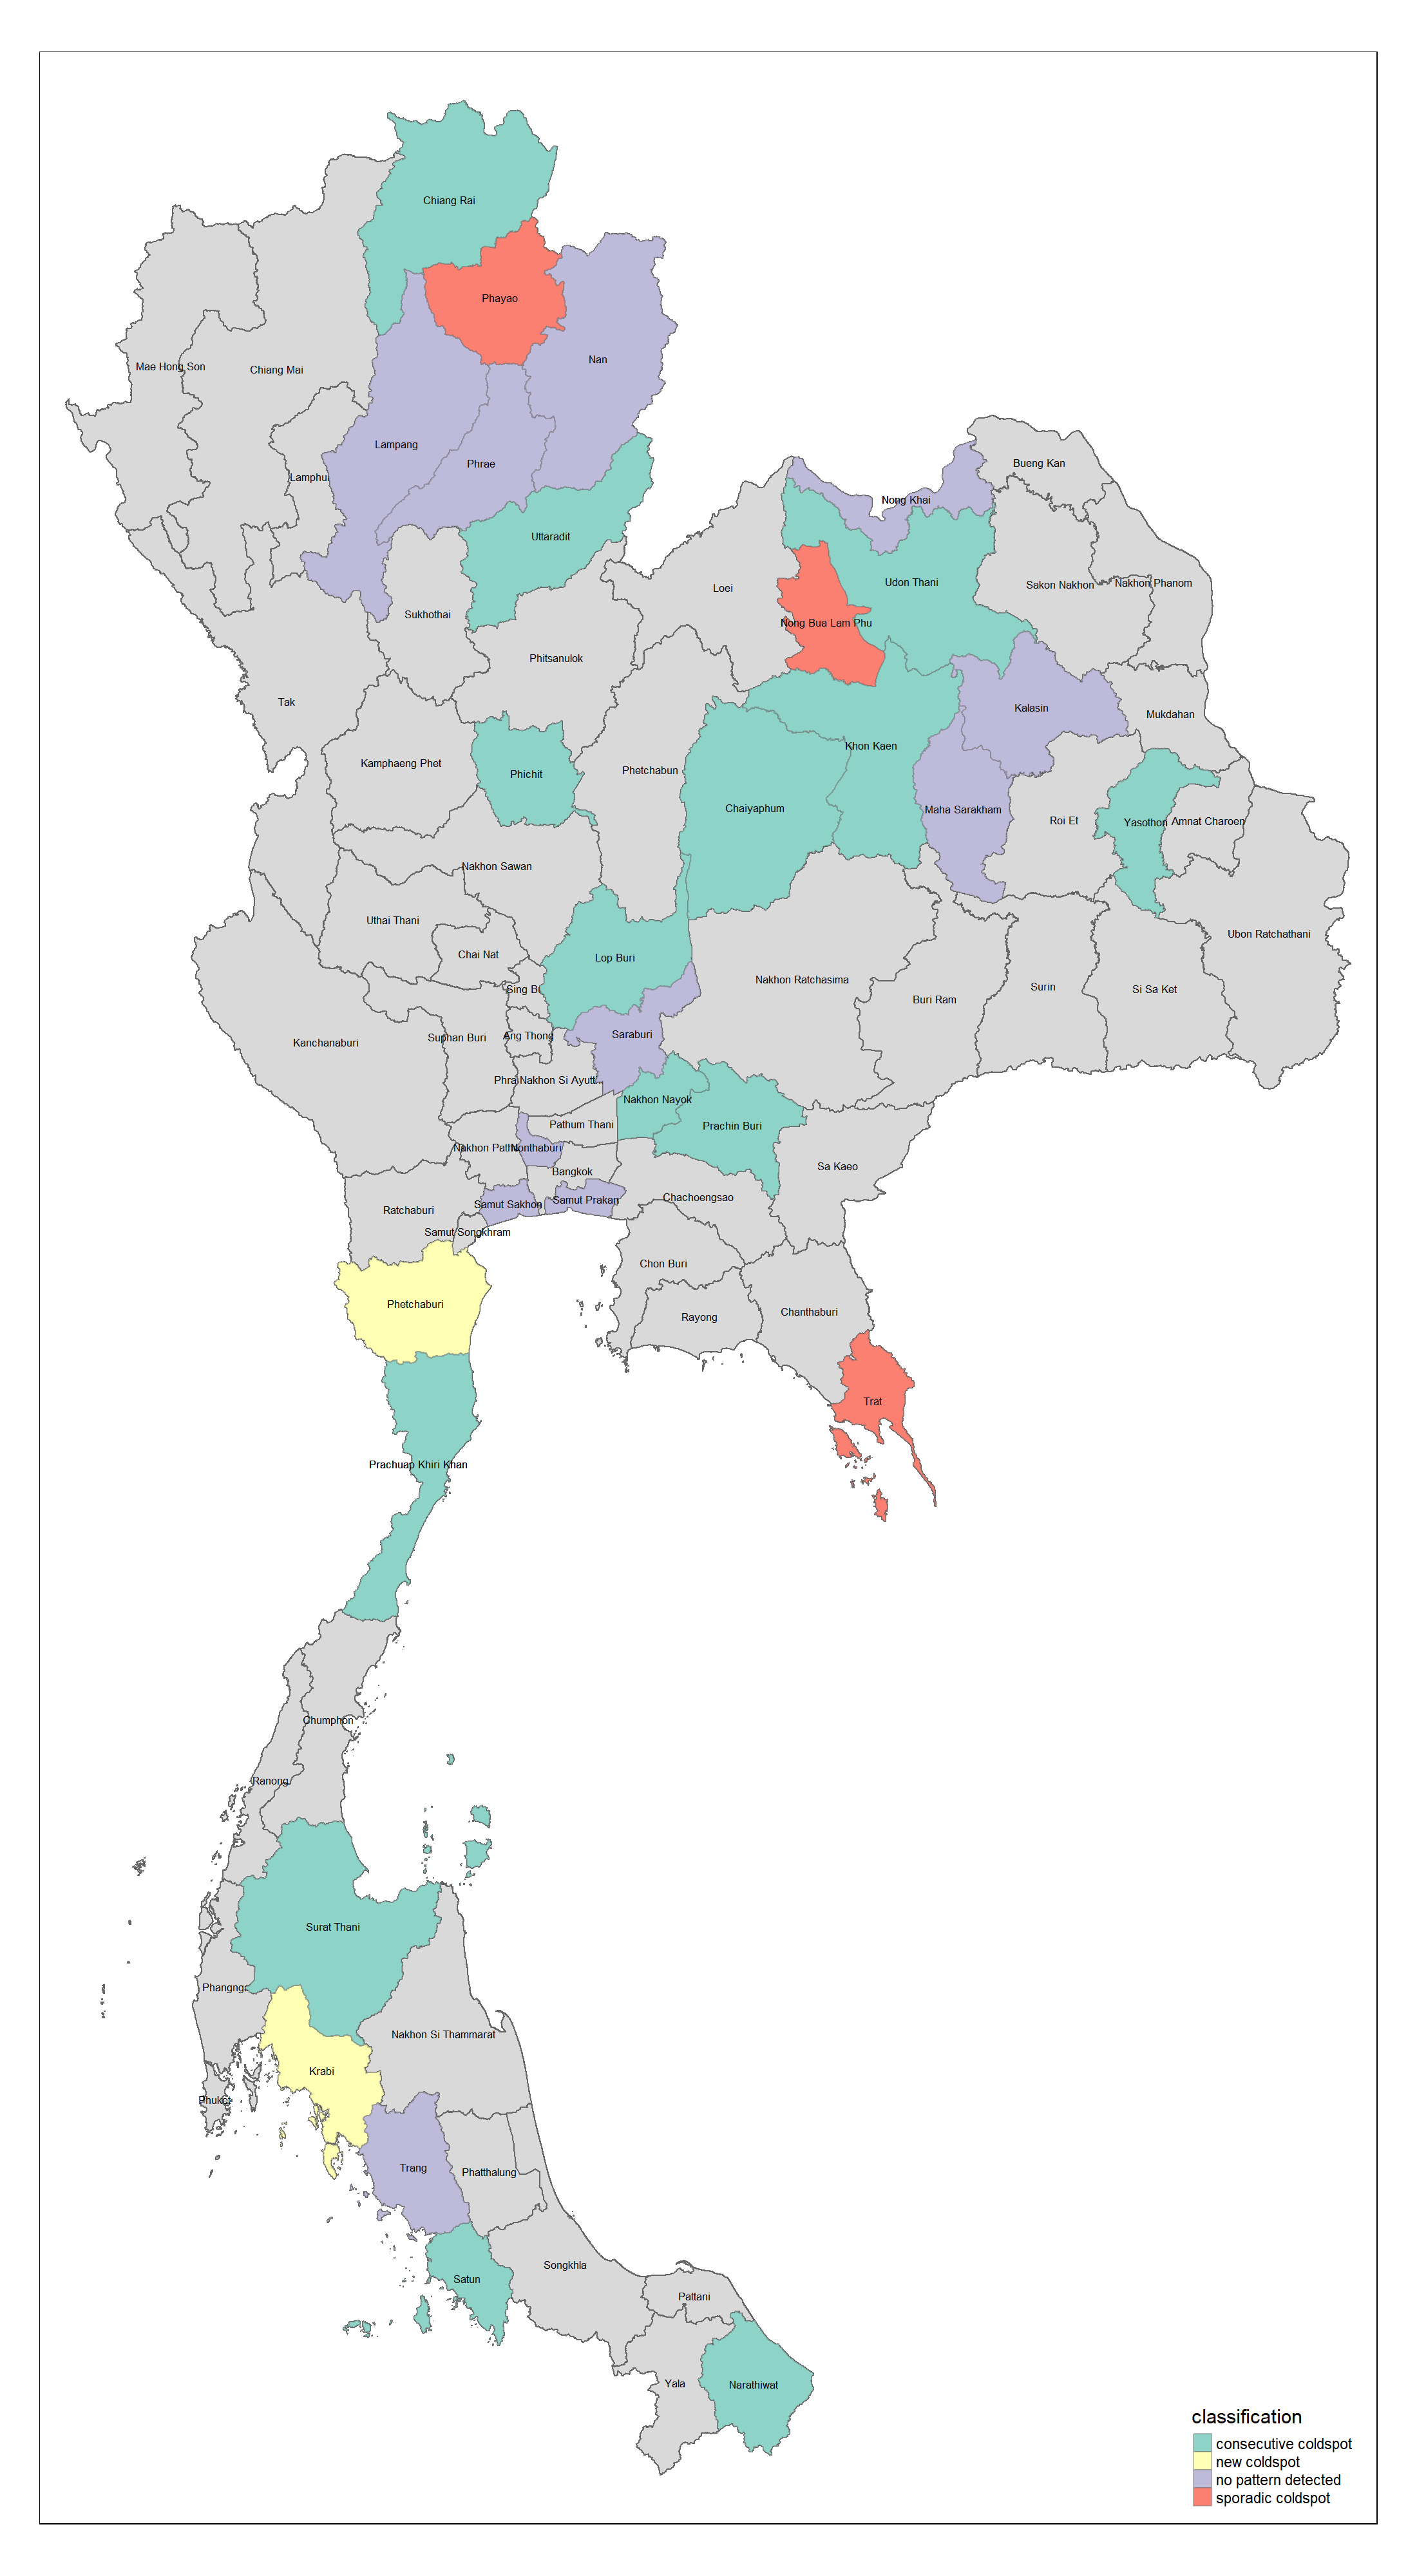 Chiang Rai
Phayao
Nan
Mae Hong Son
Chiang Mai
Lampang
Phrae
Lamphu
Bueng Kan
Nong Khai
Uttaradit
Udon Thani
Nakhon Phanom
Sakon Nakhon
Loei
Sukhothai
Nong Bua Lam Phu
Phitsanulok
Tak
Kalasin
Mukdahan
Khon Kaen
Kamphaeng Phet
Phichit
Phetchabun
Chaiyaphum
Maha Sarakham
Roi Et
Yasothon
Amnat Charoen
Nakhon Sawan
Uthai Thani
Ubon Ratchathani
Chai Nat
Lop Buri
Nakhon Ratchasima
Surin
Si Sa Ket
Sing B
Buri Ram
Saraburi
Ang Thong
Suphan Buri
Kanchanaburi
Phra Nakhon Si Ayutt
Nakhon Nayok
Pathum Thani
Prachin Buri
Nakhon Path
Nonthaburi
Sa Kaeo
Bangkok
Chachoengsao
Samut Prakan
Samut Sakhon
Ratchaburi
Samut Songkhram
Chon Buri
Phetchaburi
Chanthaburi
Rayong
Trat
Prachuap Khiri Khan
Chumphon
Ranong
Surat Thani
Phangnga
Nakhon Si Thammarat
Krabi
Phuket
Trang
Phatthalung
Songkhla
Satun
Pattani
Yala
Narathiwat
classification
consecutive coldspot
new coldspot
no pattern detected
sporadic coldspot